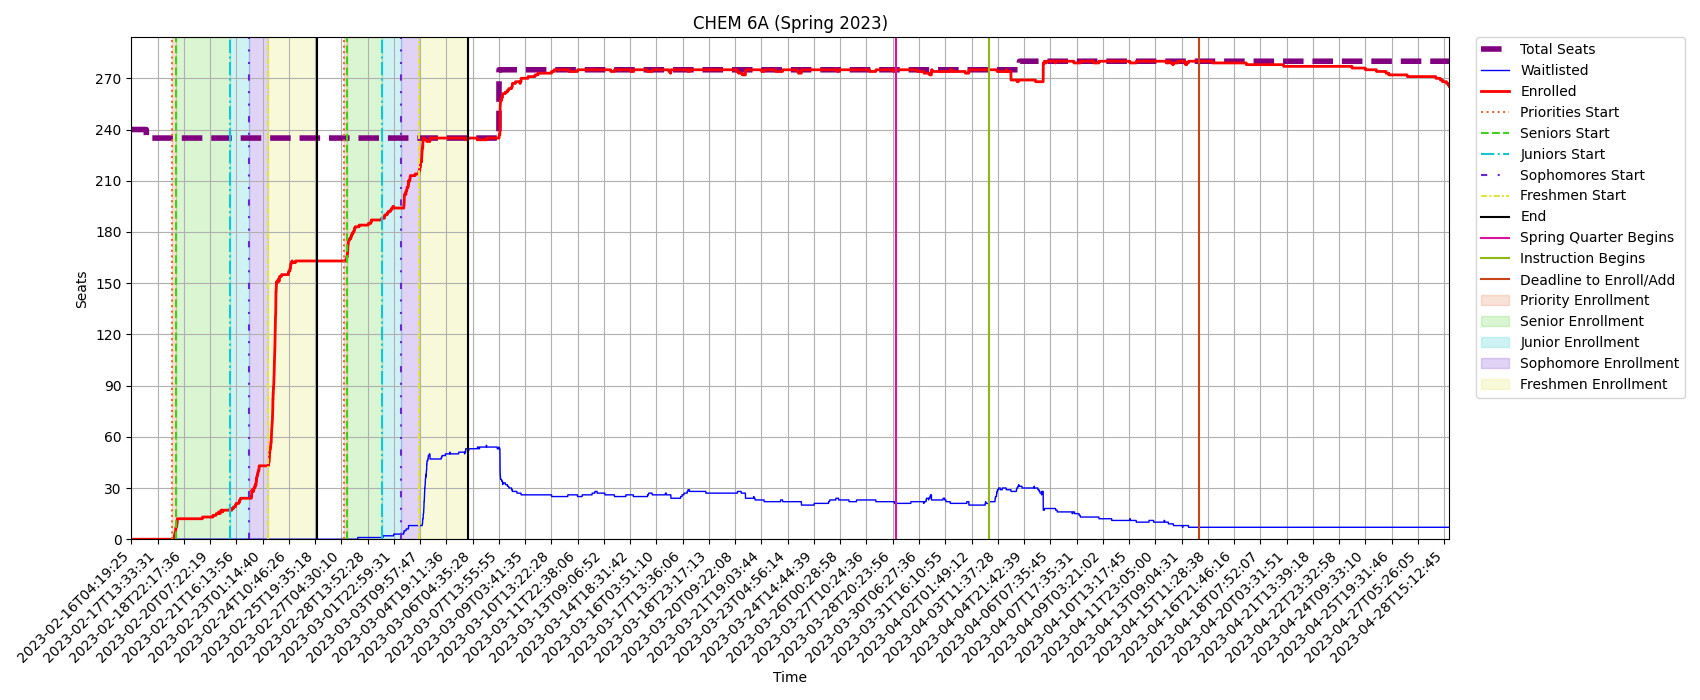 CHEM 6A (Spring 2023)
Seats
270
240
210
180
150
120
90
60
30
0
2023-02-16T04:19:25
2023-02-17T13:33:31
2023-02-18T22:17:36
2023-02-20T07:22:19
2023-02-21T16:13:56
2023-02-23T01:14:40
2023-02-24T10:46:28
2023-02-25T19:35:18
2023-02-27T04:30:10
2023-02-28T13:52:28
2023-03-01T22:59:31
2023-03-03T09:57:47
2023-03-04T19:11:36
2023-03-06T04:35:28
2023-03-07T13:55:55
2023-03-09T03:41:35
2023-03-10T13:22:28
2023-03-11T22:38:06
2023-03-13T09:06:52
2023-03-14T18:31:42
2023-03-16T03:51:10
2023-03-17T13:36:06
2023-03-18T23:17:13
2023-03-20T09:22:08
2023-03-21T19:03:44
2023-03-23T04:56:14
2023-03-24T14:44:39
2023-03-26T00:28:58
2023-03-27T10:24:36
2023-03-28T20:23:56
2023-03-30T06:27:36
2023-03-31T16:10:55
2023-04-02T01:49:12
2023-04-03T11:37:28
2023-04-04T21:42:39
2023-04-06T07:35:45
2023-04-07T17:35:31
2023-04-09T03:21:02
2023-04-10T13:17:45
2023-04-11T23:05:00
2023-04-13T09:04:31
2023-04-15T11:28:38
2023-04-16T21:46:16
2023-04-18T07:52:07
2023-04-20T03:31:51
2023-04-21T13:39:18
2023-04-22T23:32:58
2023-04-24T09:33:10
2023-04-25T19:31:46
2023-04-27T05:26:05
2023-04-28T15:12:45
Time
Total Seats
Waitlisted
Enrolled
Priorities Start
Seniors Start
Juniors Start
Sophomores Start
Freshmen Start
End
Spring Quarter Begins
Instruction Begins
Deadline to Enroll/Add
Priority Enrollment
Senior Enrollment
Junior Enrollment
Sophomore Enrollment
Freshmen Enrollment